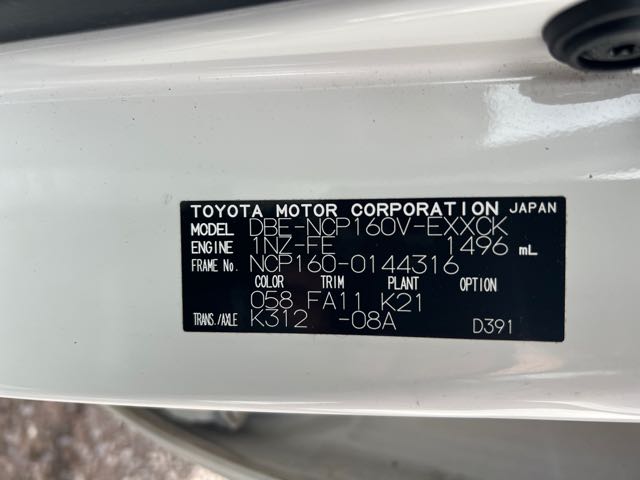 TOYOTA MOTOR CORPORATION JAPAN
MODEL DBE-NCP160V-EXXCK
ENGINE 1NZ-FE 1496 mL
FRAME No. NCP160-0144316
COLOR TRIM PLANT OPTION
058 FA11 K21
TRANS./AXLE K312 -08A D391